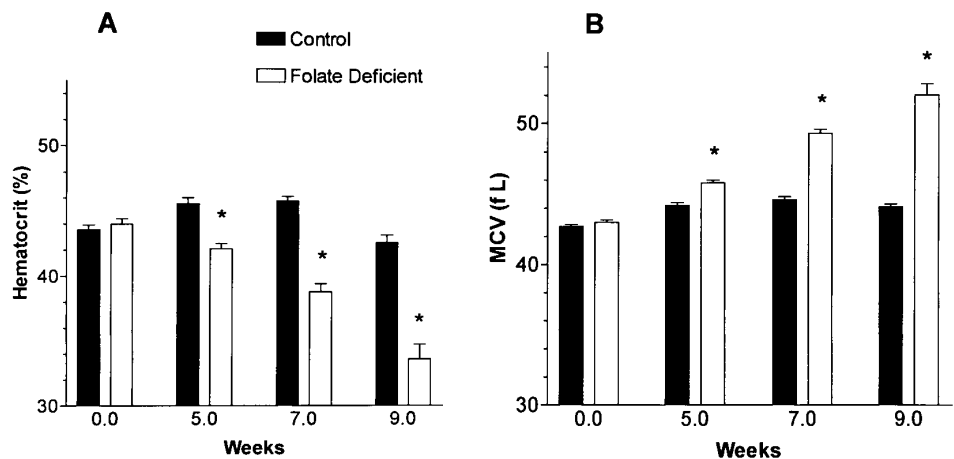 A
Control
Folate Deficient
50
40
30
Hematocrit (%)
*
*
*
0.0 5.0 7.0 9.0
Weeks
B
50
40
30
MCV (f L)
*
*
*
0.0 5.0 7.0 9.0
Weeks